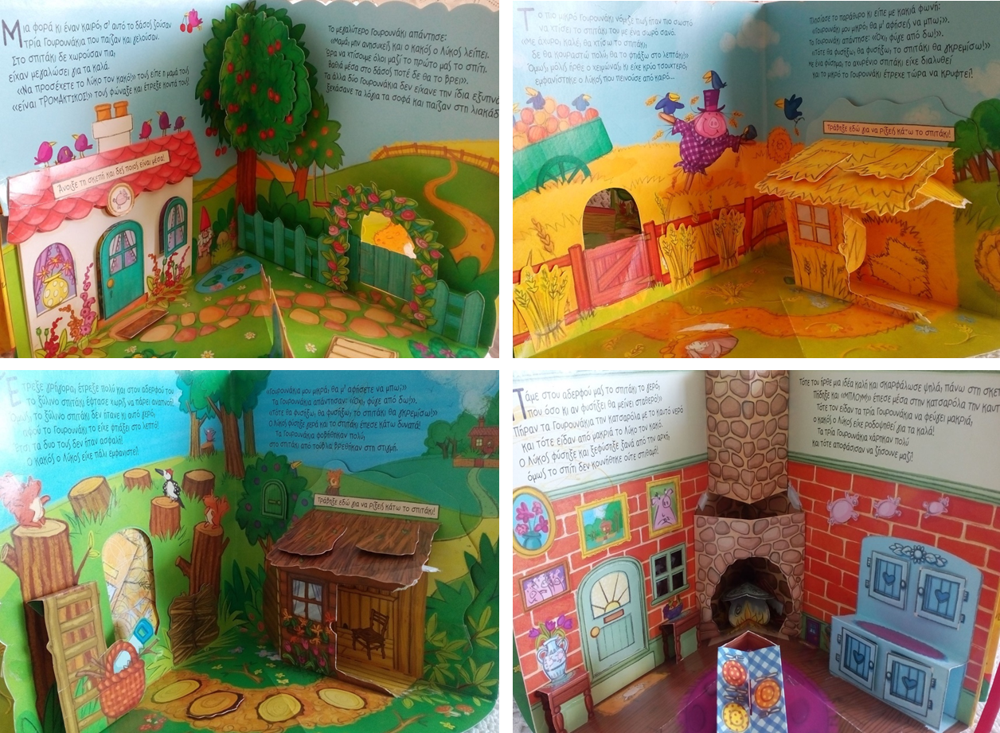 Μια φορά κι έναν καιρό, σ' αυτό το δάσος ζούσαν
τρία Γουρουνάκια που παίζαν και γελούσαν.
Στο σπιτάκι δε χωρούσαν πια,
είχαν μεγαλώσει για τα καλά.
«Να προσέχετε το Λύκο τον κακό!» τους είπε η μαμά τους
«είναι ΤΡΟΜΑΚΤΙΚΟΣ!» τους φώναξε και έτρεξε κοντά τους!
Άνοιξε τη σκεπή και δες ποιος είναι μέσα!
Το μεγαλύτερο Γουρουνάκι απάντησε:
«Μαμά, μην ανησυχείς και ο κακός ο Λύκος λείπει.
Ώρα να χτίσουμε όλοι μαζί το πρώτο μας το σπίτι.
Βαθιά μέσα στο δάσος ποτέ δε θα το βρει».
Τα άλλα δύο Γουρουνάκια δεν είχανε την ίδια εξυπν
ξεχάσανε τα λόγια τα σοφά και παίζαν στη λιακάδ
Το πιο μικρό Γουρουνάκι νόμιζε πως ήταν πιο σωστό
να χτίσει το σπιτάκι του με ένα σωρό σανό.
«Με άχυρο, καλέ, θα χτίσω το σπιτάκι
δε θα κουραστώ πολύ, θα το φτιάξω στο λεπτάκι!»
Όμως, μόλις ήρθε ο χειμώνας κι είχε κρύο τσουχτερό,
εμφανίστηκε ο Λύκος που πεινούσε από καιρό...
Πλησίασε το παράθυρο κι είπε με κακιά φωνή:
«Γουρουνάκι μου μικρό, θα μ' αφήσεις να μπω;».
Το Γουρουνάκι απάντησε: «Όχι, φύγε από δω!».
«Τότε θα φυσήξω, θα φυσήξω, το σπιτάκι θα γκρεμίσω!»
Με ένα φύσημα, το αχυρένιο σπιτάκι είχε διαλυθεί
και το μικρό το Γουρουνάκι έτρεχε τώρα να κρυφτεί!
τράβηξε εδώ για να ρίξεις κάτω το σπιτάκι!
Έτρεξε γρήγορα, έτρεξε πολύ και στον αδερφού του
το ξύλινο σπιτάκι έφτασε χωρίς να πάρει αναπνοή!
Όμως, το ξύλινο σπιτάκι δεν ήτανε κι αυτό γερό,
αφού το Γουρουνάκι το είχε φτιάξει στο λεπτό!
Έτσι τα δυο τους δεν ήταν ασφαλή!
Ο κακός ο Λύκος είχε πάλι εμφανιστεί!
«Γουρουνάκια μου μικρά, θα μ' αφήσετε να μπω;»
Τα Γουρουνάκια απάντησαν: «Όχι, φύγε από δω!».
«Τότε θα φυσήξω, θα φυσήξω, το σπιτάκι θα γκρεμίσω!»
Ο Λύκος φύσηξε γερά και το σπιτάκι έπεσε κάτω δυνατά!
Τα Γουρουνάκια φοβήθηκαν πολύ,
στο σπιτάκι από τούβλα βρέθηκαν στη στιγμή.
τράβηξε εδώ για να ρίξεις κάτω το σπιτάκι!
Πάμε στου αδερφού μας το σπιτάκι το γερό,
που όσο κι αν φυσήξει θα μείνει σταθερό!»
Πήραν τα Γουρουνάκια την κατσαρόλα με το καυτό νερό
και τότε είδαν από μακριά το Λύκο τον κακό.
Ο Λύκος φύσηξε και ξεφύσηξε ξανά από την αρχή,
όμως το σπίτι δεν κουνήθηκε ούτε σπιθαμή!
Τότε του ήρθε μια ιδέα καλή και σκαρφάλωσε ψηλά, πάνω στη σκε
Πήδηξε και «ΜΠΛΟΥΜ!» έπεσε μέσα στην κατσαρόλα την καυτ
Τότε τον είδαν τα τρία Γουρουνάκια να φεύγει μακριά,
ο κακός ο Λύκος είχε φοβηθεί για τα καλά!
Τα τρία Γουρουνάκια χάρηκαν πολύ
και τότε αποφάσισαν να ζήσουνε μαζί!